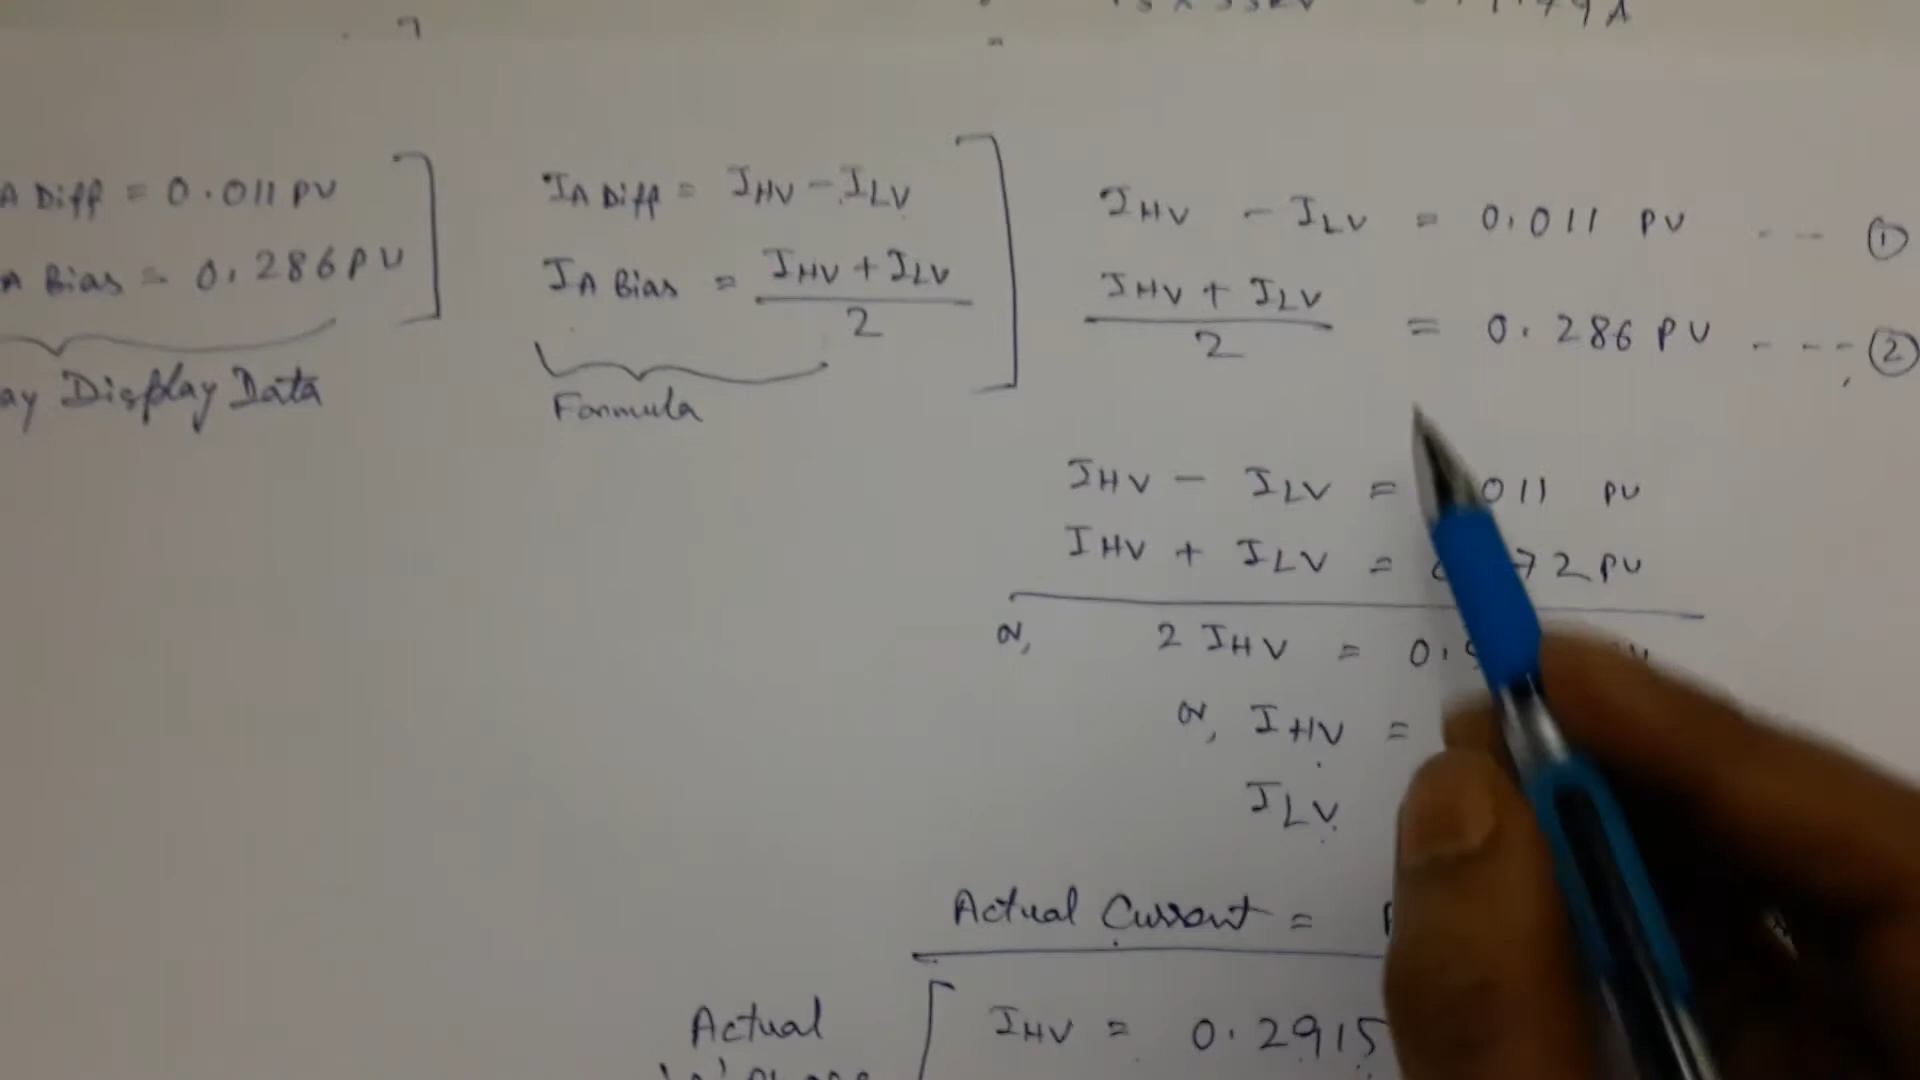 A Diff = 0.011 PU
A Bias = 0.286 PU
ay Display Data
IA Diff = IHV - ILV
IA Bias = IHV + ILV
2
Formula
IHV - ILV = 0.011 PU --- ①
IHV + ILV
2
= 0.286 PU --- ②
IHV - ILV = 011 PU
IHV + ILV = 72 PU
or, 2 IHV = 0.
or, IHV =
ILV
Actual Current =
Actual
IHV = 0.2915